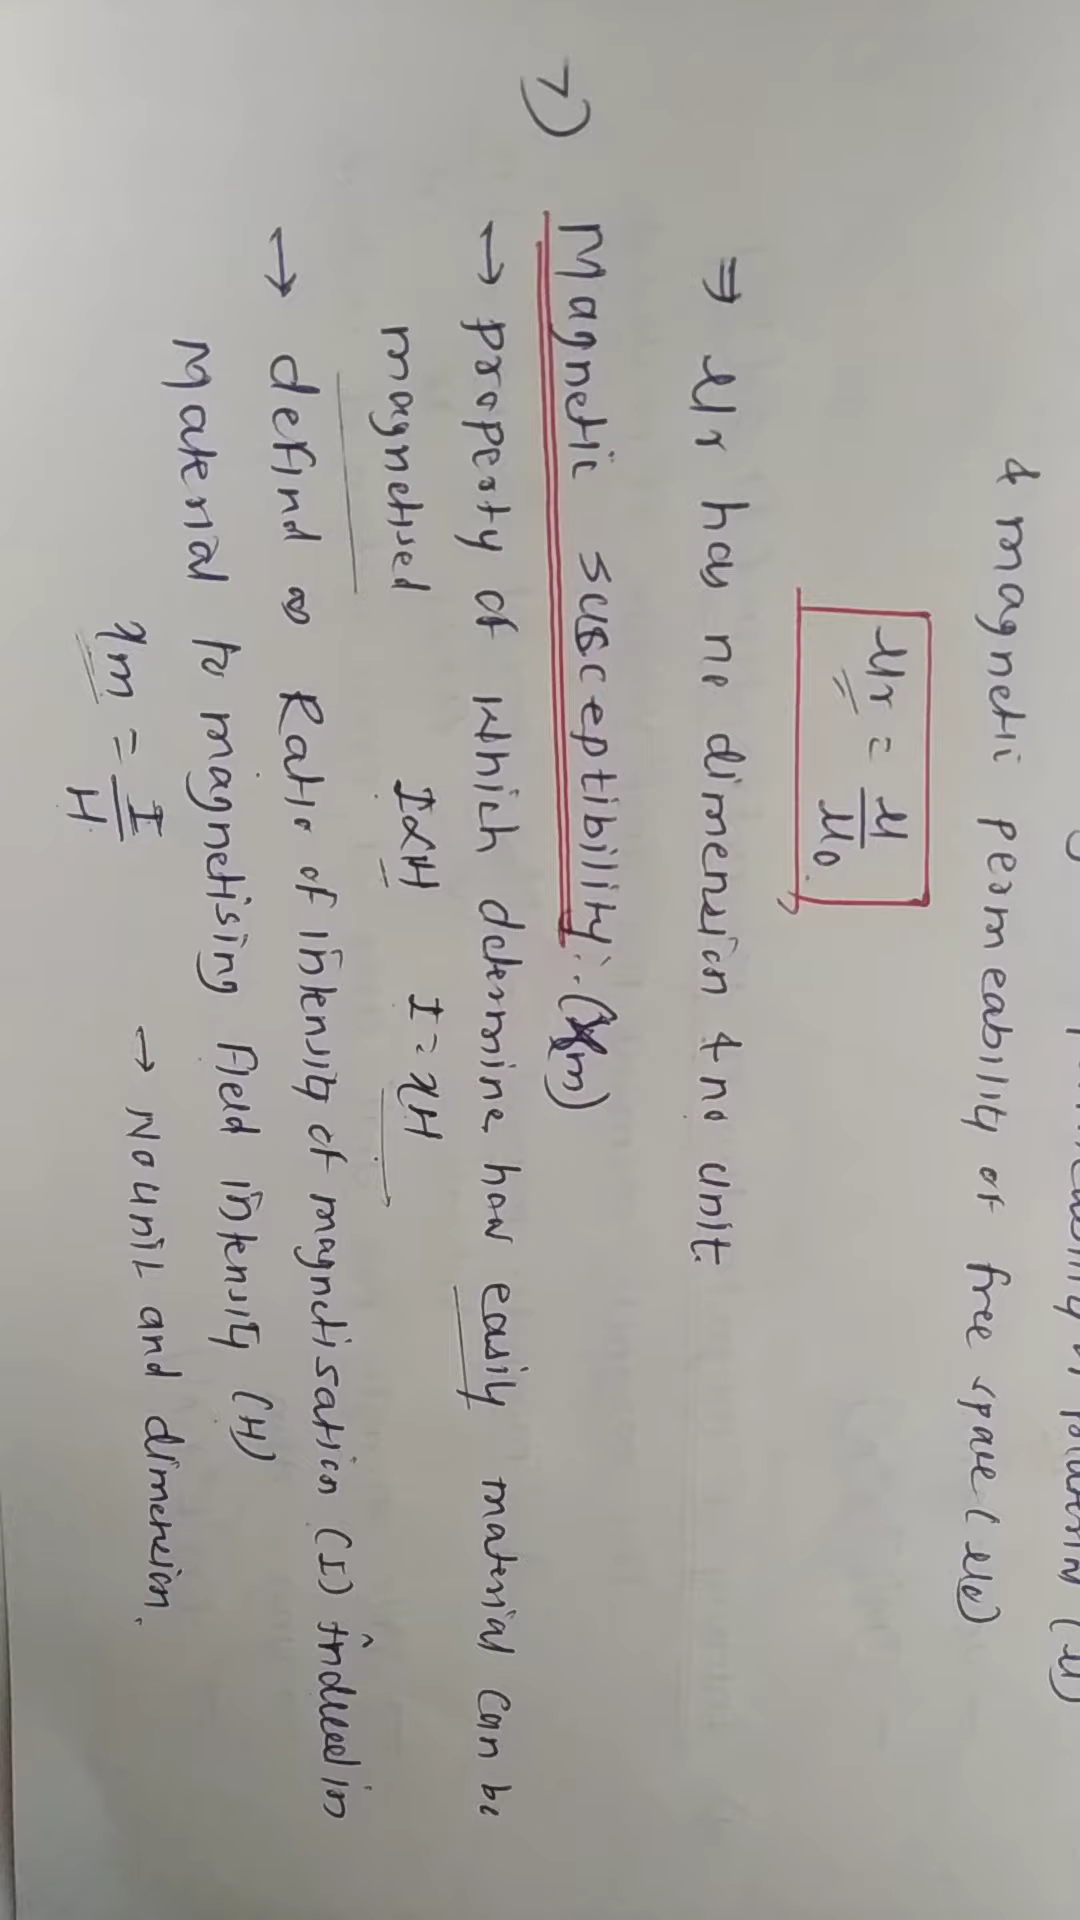 & magnetic permeability of free space (μ0)
μr = μ/μ0
⇒ μr has no dimension & no unit.
7) Magnetic susceptibility:- (χm)
→ property of which determine how easily material can be
magnetised I∝H I=χH
→ defind as Ratio of intensity of magnetisation (I) induced in
Material to magnetising field intensity (H)
χm = I/H → No unit and dimension.